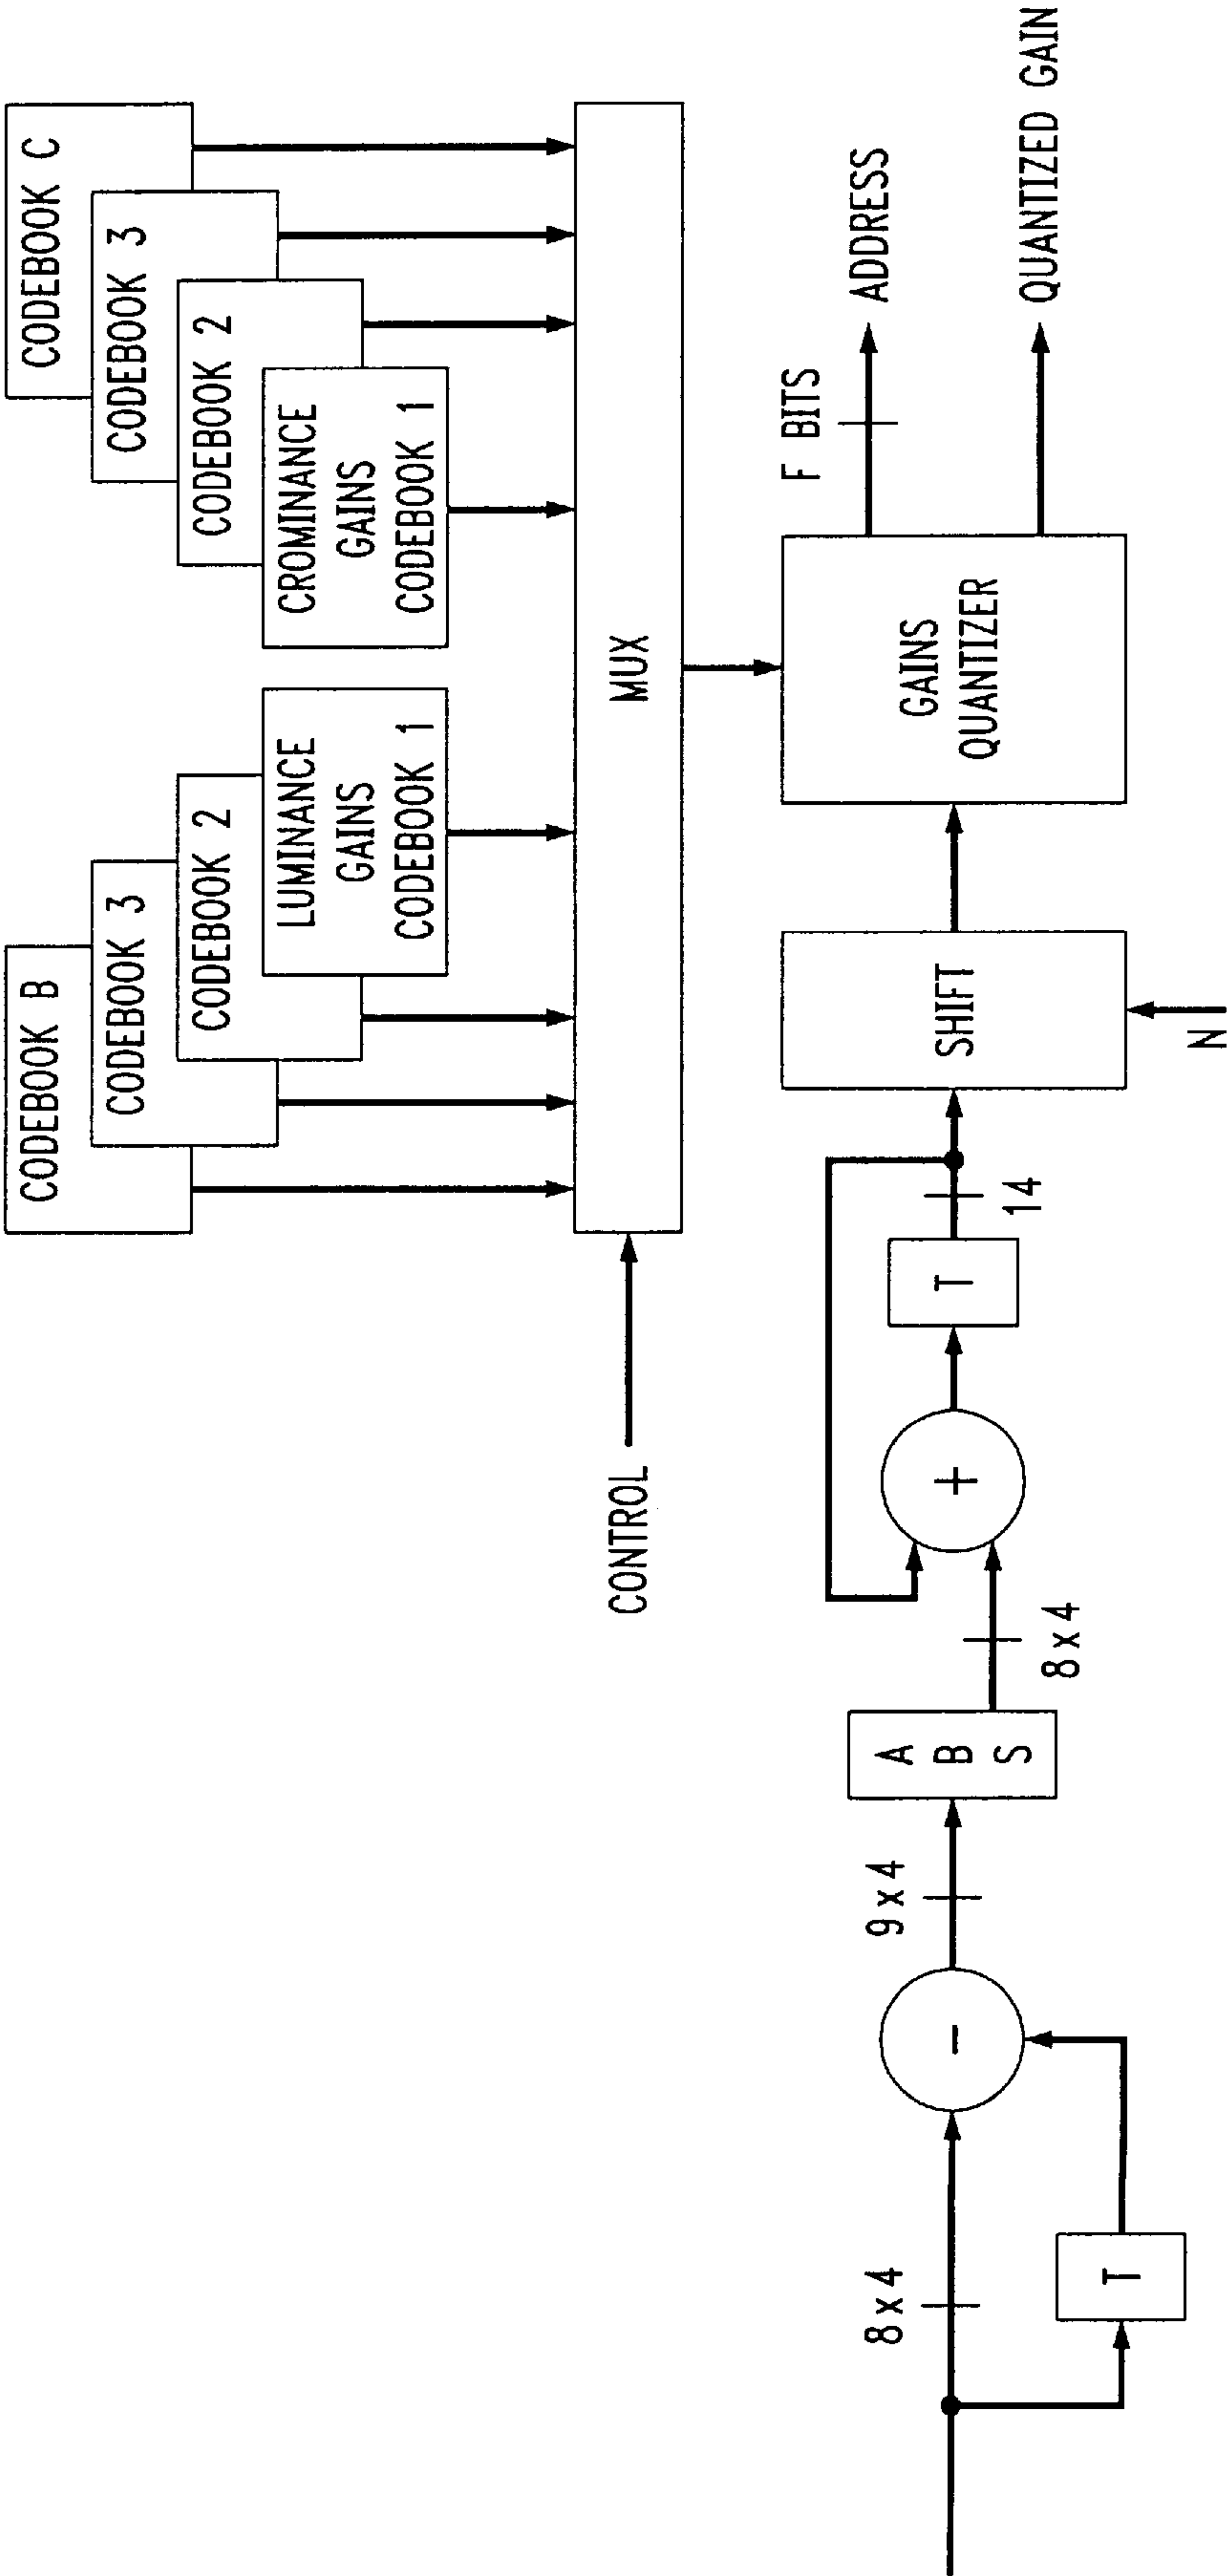 CODEBOOK B
CODEBOOK 3
CODEBOOK 2
LUMINANCE
GAINS
CODEBOOK 1
CODEBOOK C
CODEBOOK 3
CODEBOOK 2
CROMINANCE
GAINS
CODEBOOK 1
CONTROL
MUX
8 x 4
T
-
9 x 4
A
B
S
8 x 4
+
T
14
SHIFT
N
GAINS
QUANTIZER
F BITS
ADDRESS
QUANTIZED GAIN